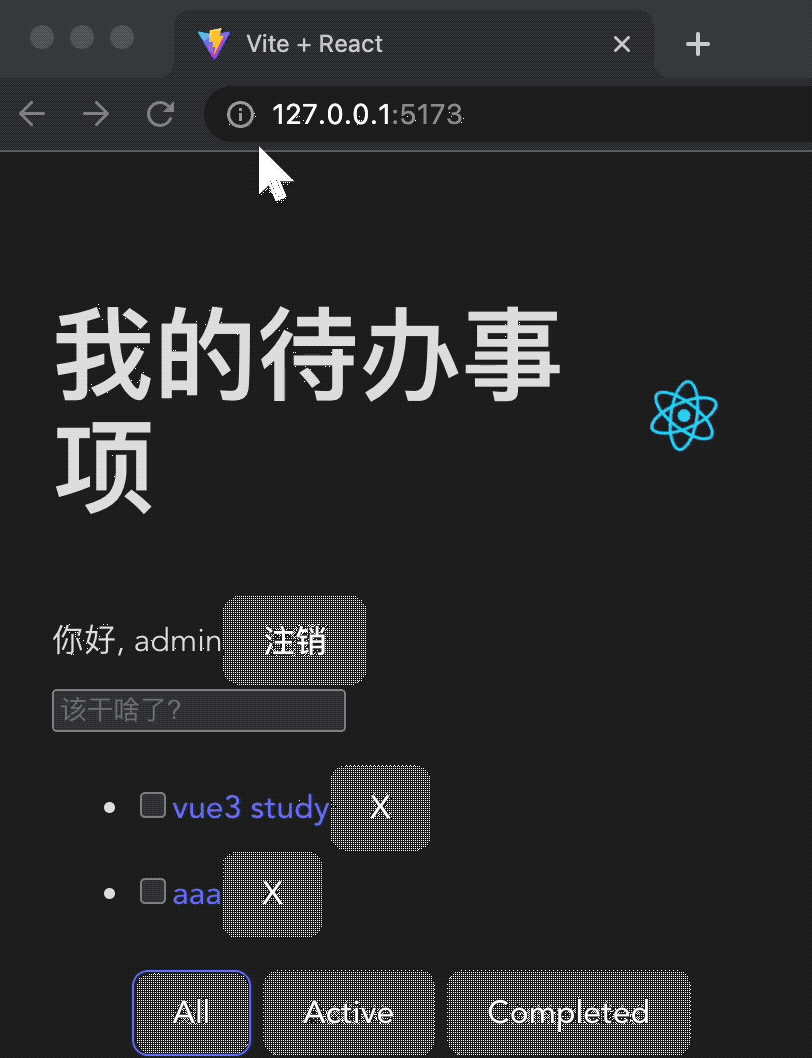 Vite + React
127.0.0.1:5173
我的待办事
项
你好, admin 注销
该干啥了?
vue3 study X
aaa X
All Active Completed